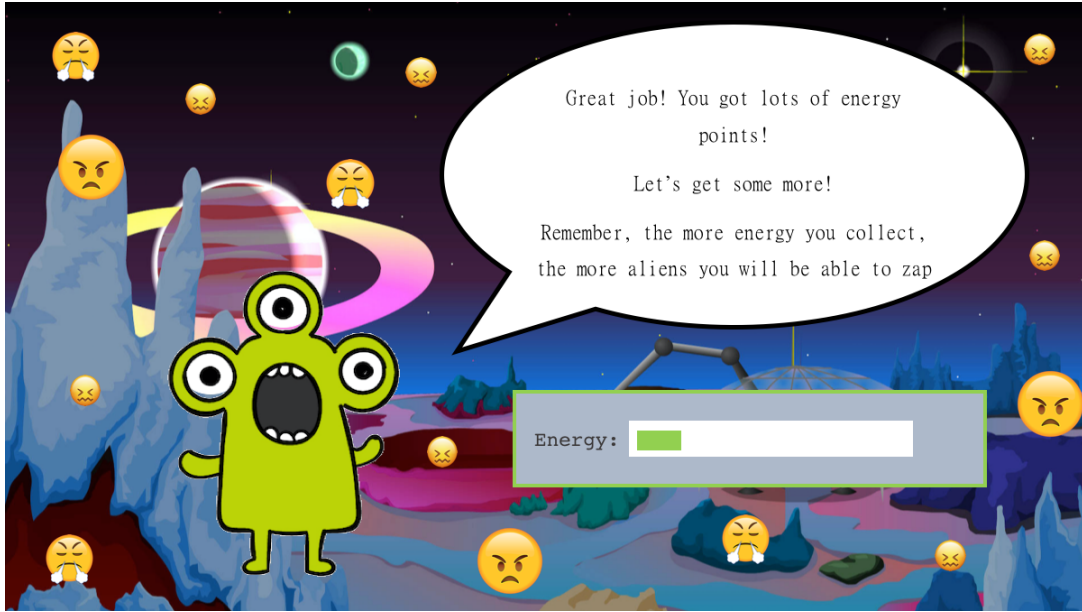 Great job! You got lots of energy
points!
Let's get some more!
Remember, the more energy you collect,
the more aliens you will be able to zap
Energy: